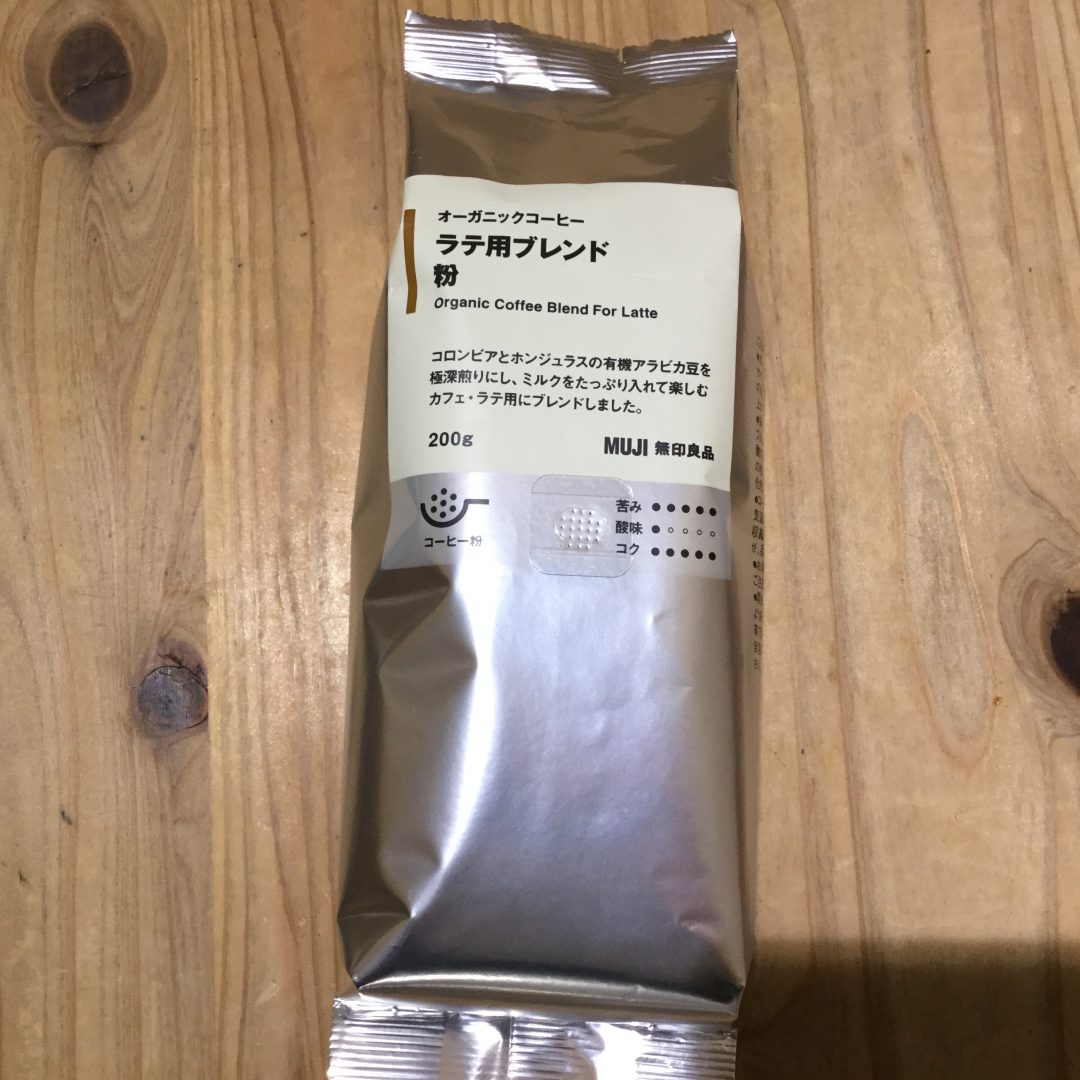 オーガニックコーヒー
ラテ用ブレンド
粉
Organic Coffee Blend For Latte
コロンビアとホンジュラスの有機アラビカ豆を
極深煎りにし、ミルクをたっぷり入れて楽しむ
カフェ・ラテ用にブレンドしました。
200g
MUJI 無印良品
コーヒー粉
苦み ●●●●●
酸味 ●○○○○
コク ●●●●●